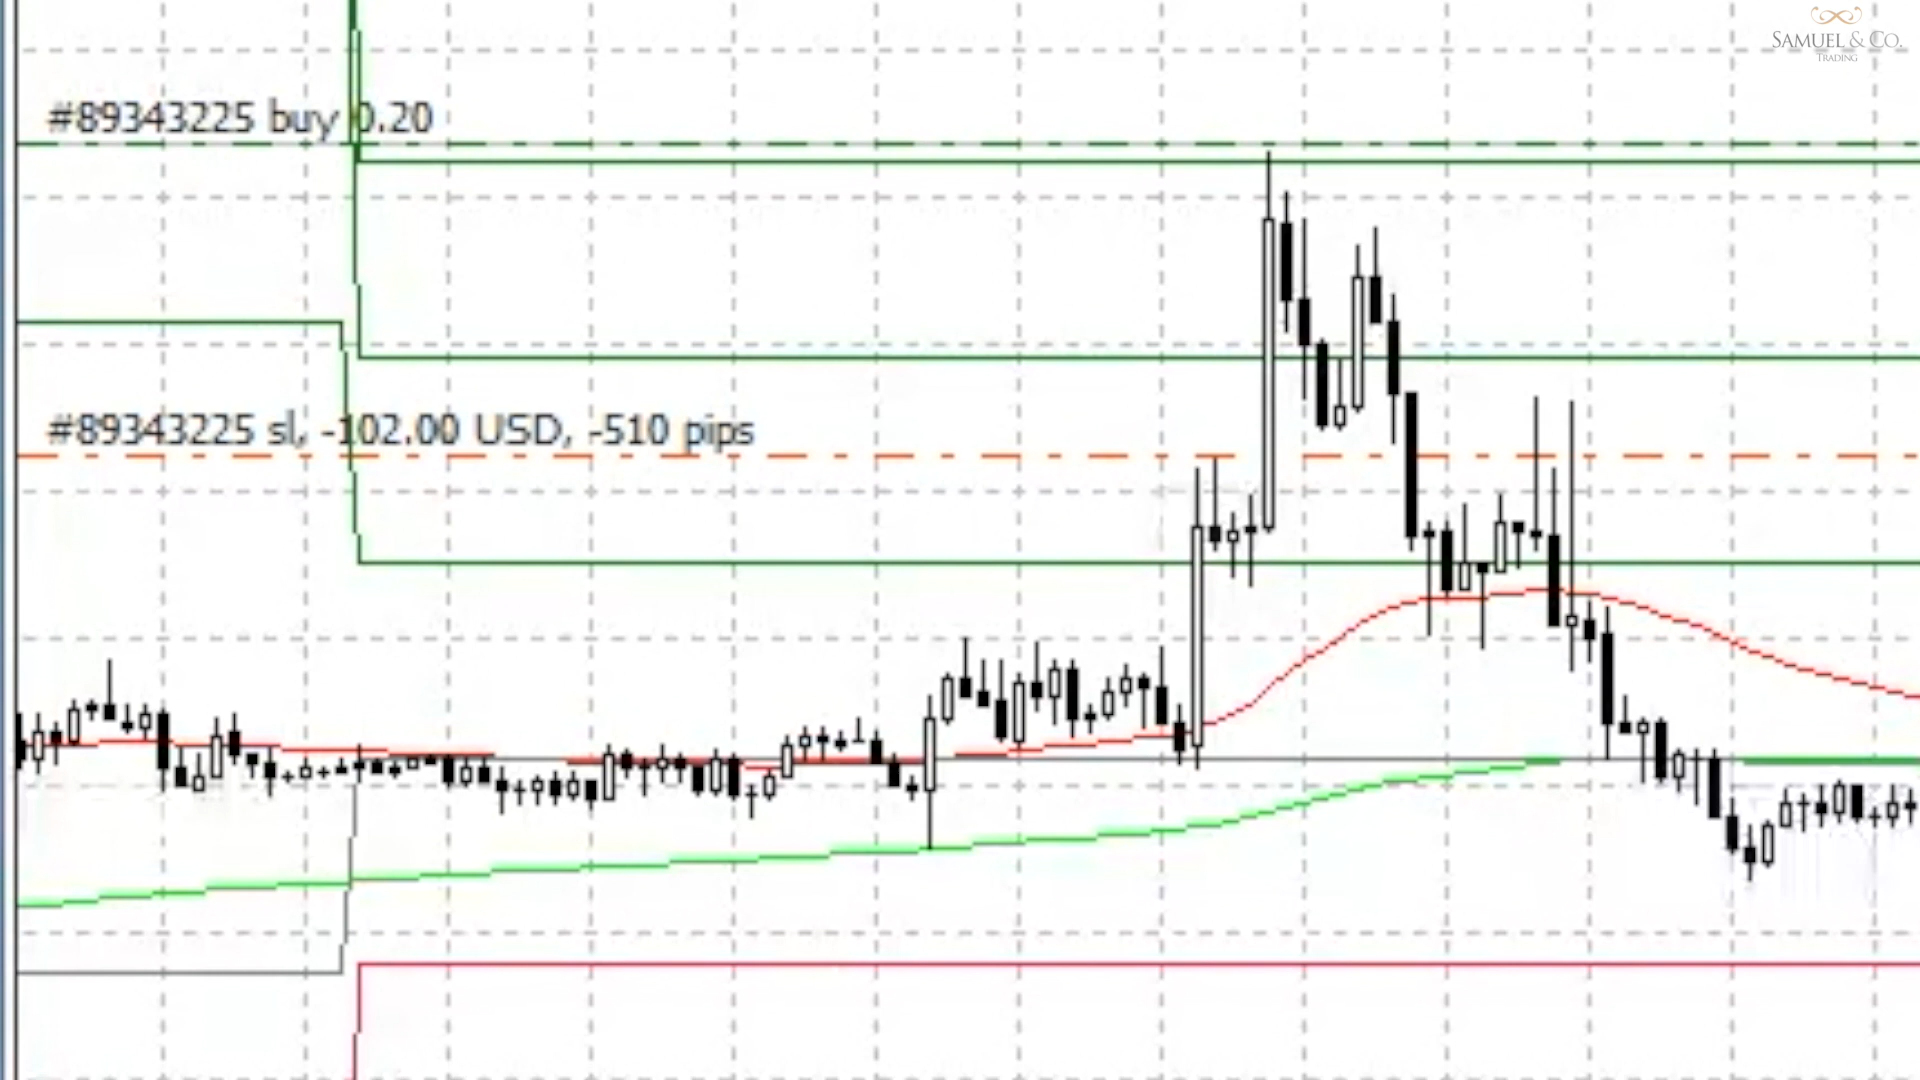 SAMUEL & CO.
TRADING
#89343225 buy 0.20
#89343225 sl, -102.00 USD, -510 pips